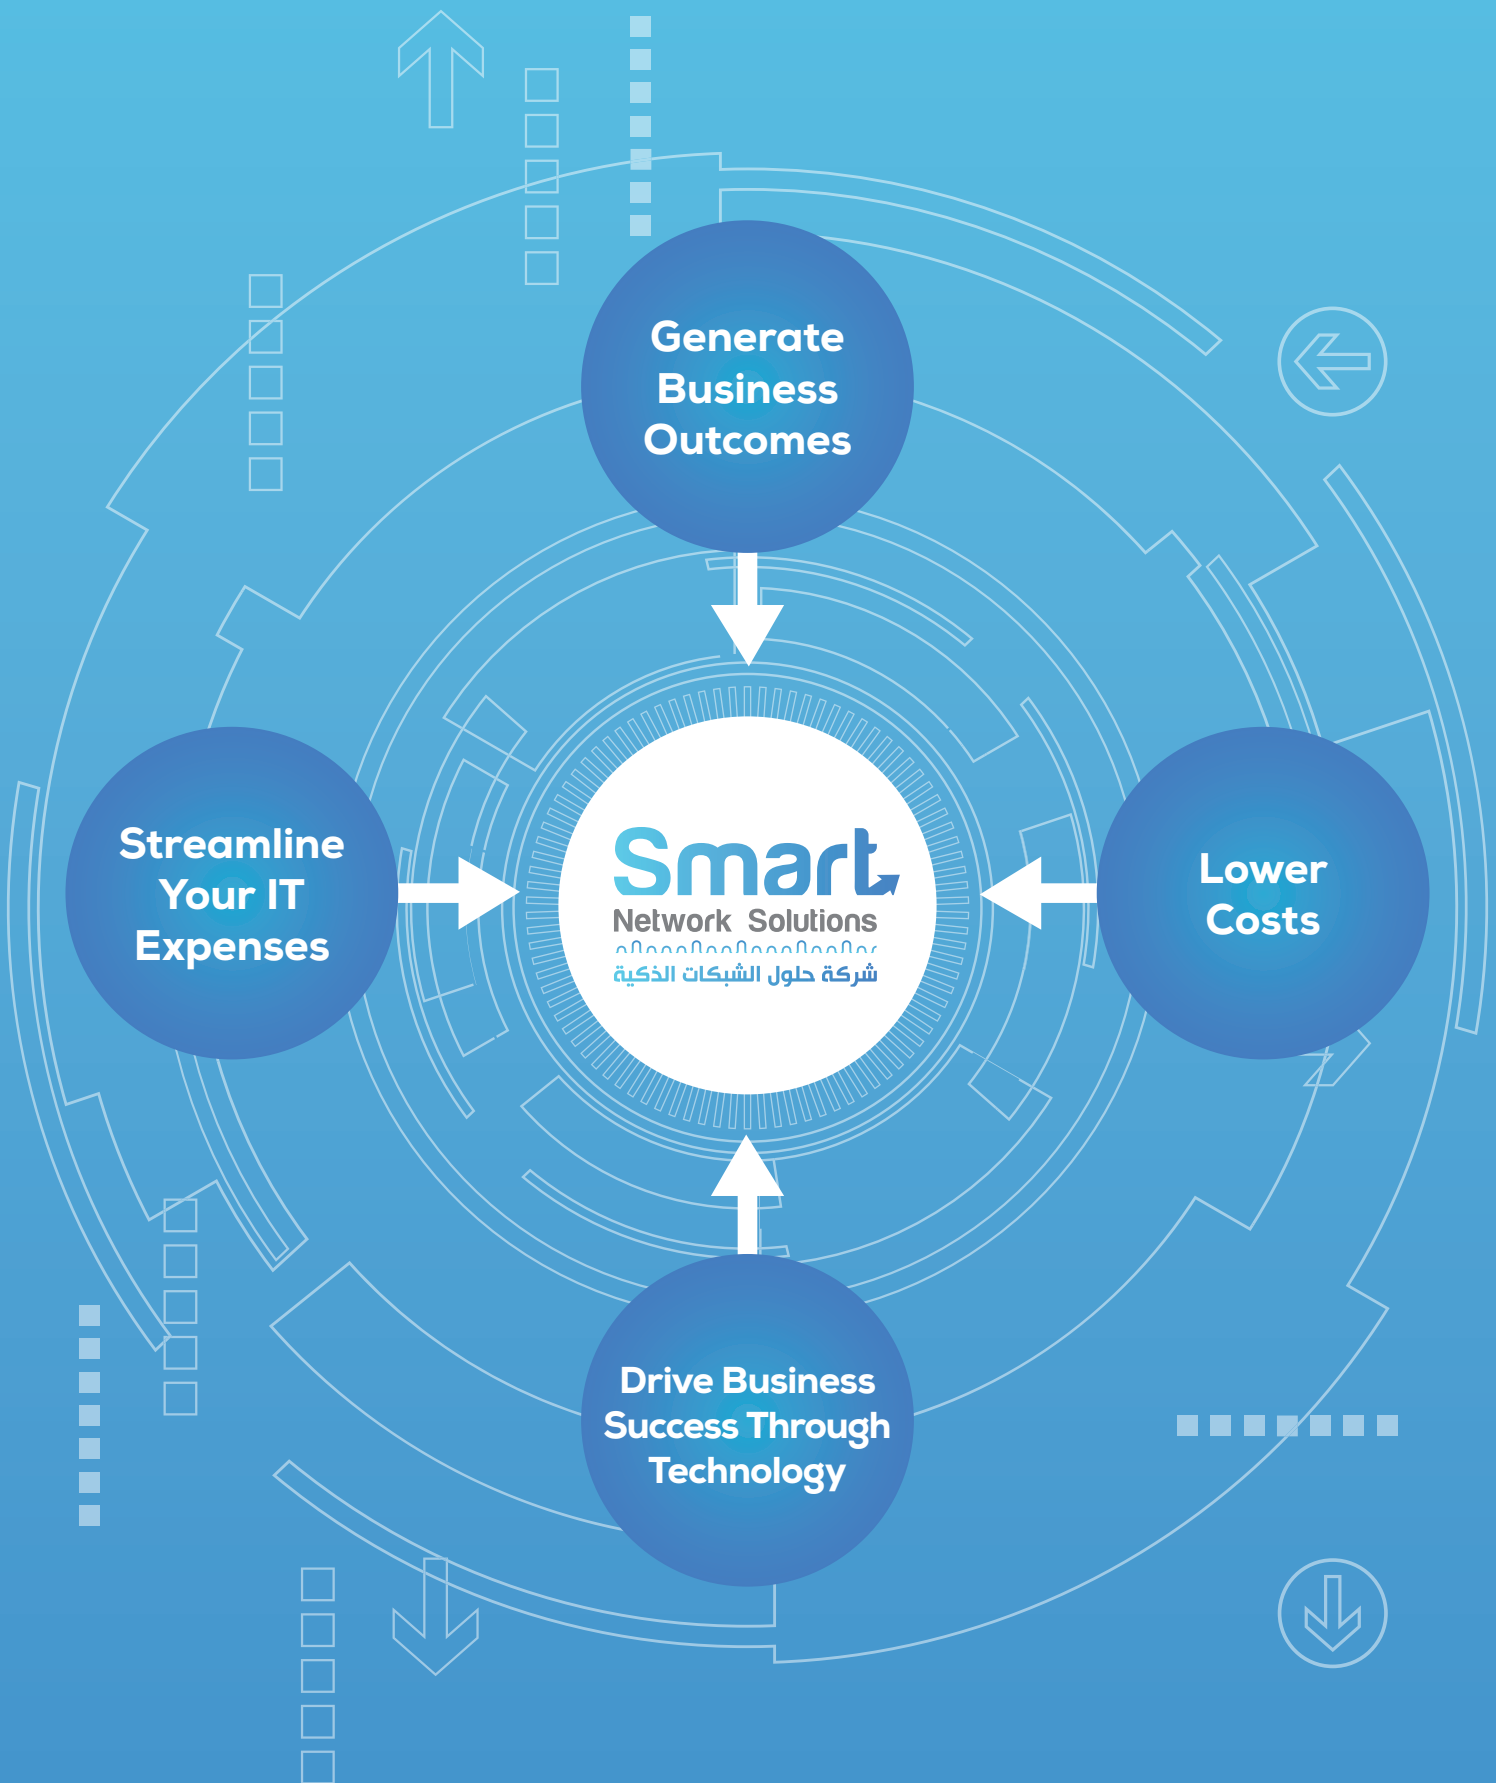 Generate
Business
Outcomes
Streamline
Your IT
Expenses
Smart
Network Solutions
شركة حلول الشبكات الذكية
Lower
Costs
Drive Business
Success Through
Technology